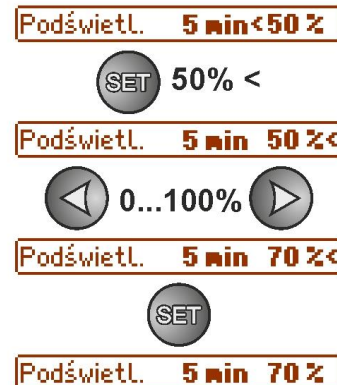 Podświetl. 5 min<50 %
SET 50% <
Podświetl. 5 min 50 %<
0...100%
Podświetl. 5 min 70 %<
SET
Podświetl. 5 min 70 %